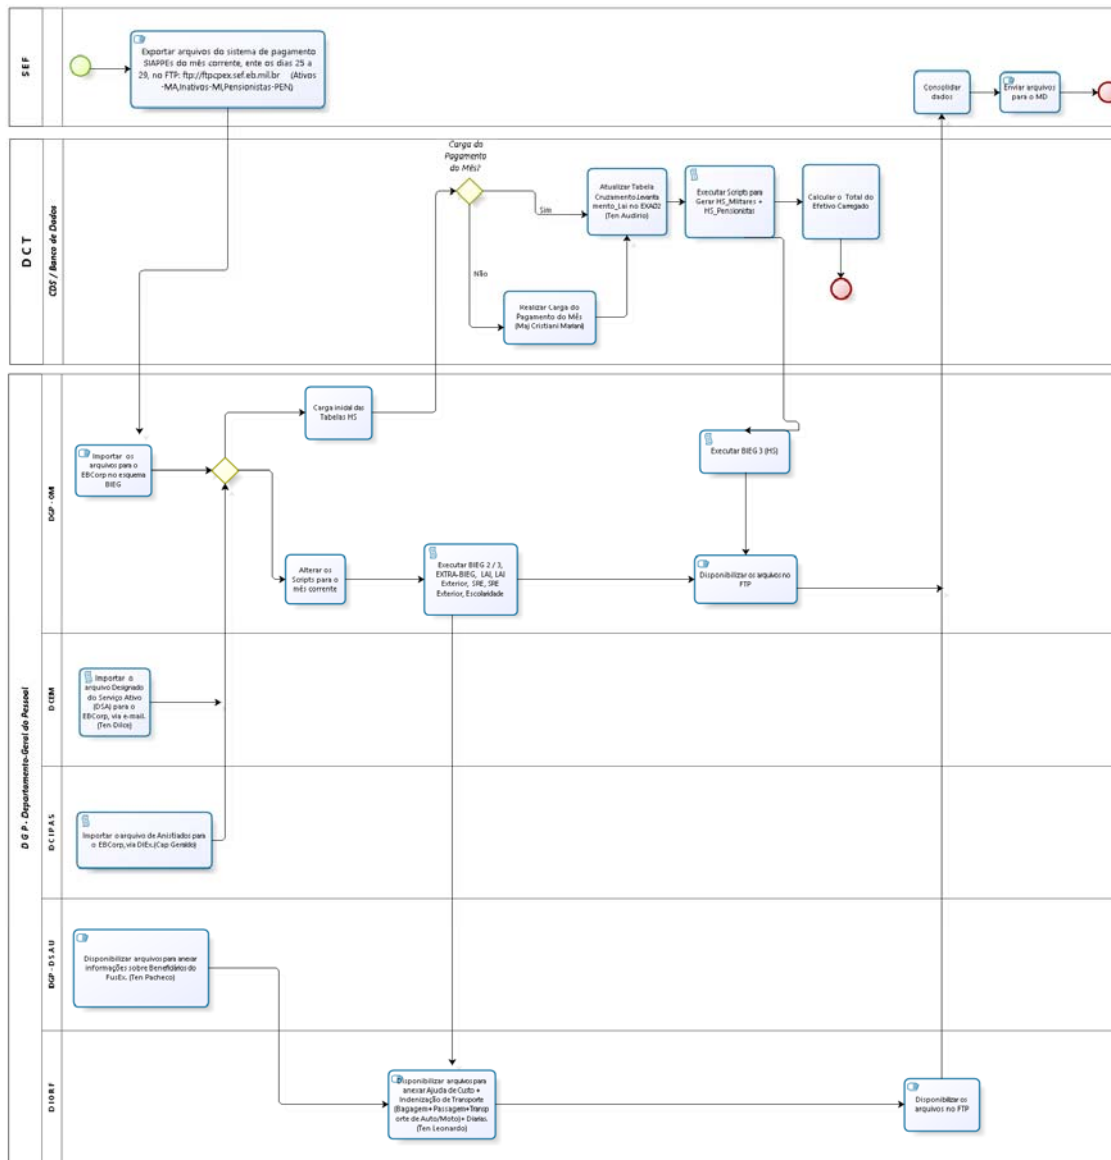 SEF
Exportar arquivos do sistema de pagamento
SIAPPEs do mês corrente, ente os dias 25 a
29, no FTP: ftp://ftpcpex.sef.eb.mil.br (Ativos
-MA,Inativos-MI,Pensionistas-PEN)
Consolidar
dados
Enviar arquivos
para o MD
DCT
CDS / Banco de Dados
Carga do
Pagamento
do Mês?
Sim
Não
Atualizar Tabela
Cruzamento.Levanta
mento_Lai no EXA02
(Ten Audirio)
Executar Scripts para
Gerar HS_Militares +
HS_Pensionistas
Calcular o Total do
Efetivo Carregado
Realizar Carga do
Pagamento do Mês
(Maj Cristiani Mariani)
DGP - Departamento-Geral do Pessoal
DGP - OM
Carga inicial das
Tabelas HS
Importar os
arquivos para o
EBCorp no esquema
BIEG
Executar BIEG 3 (HS)
Alterar os
Scripts para o
mês corrente
Executar BIEG 2 / 3,
EXTRA-BIEG, LAI, LAI
Exterior, SRE, SRE
Exterior, Escolaridade
Disponibilizar os arquivos no
FTP
DCEM
Importar o
arquivo Designado
do Serviço Ativo
(DSA) para o
EBCorp, via e-mail.
(Ten Dilce)
DCIPAS
Importar o arquivo de Anistiados para
o EBCorp, via DIEx.(Cap Geraldo)
DGP - DSAU
Disponibilizar arquivos para anexar
informações sobre Beneficiários do
FusEx. (Ten Pacheco)
DIORF
Disponibilizar arquivos para
anexar Ajuda de Custo +
Indenização de Transporte
(Bagagem+Passagem+Transp
orte de Auto/Moto)+ Diárias.
(Ten Leonardo)
Disponibilizar os
arquivos no FTP